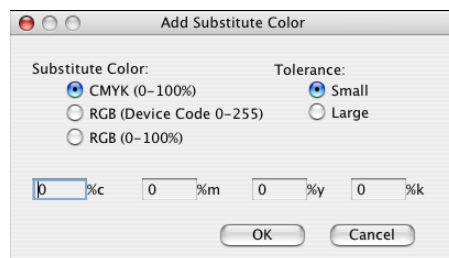 Add Substitute Color
Substitute Color: Tolerance:
CMYK (0-100%) Small
RGB (Device Code 0-255) Large
RGB (0-100%)
0 %c 0 %m 0 %y 0 %k
OK Cancel